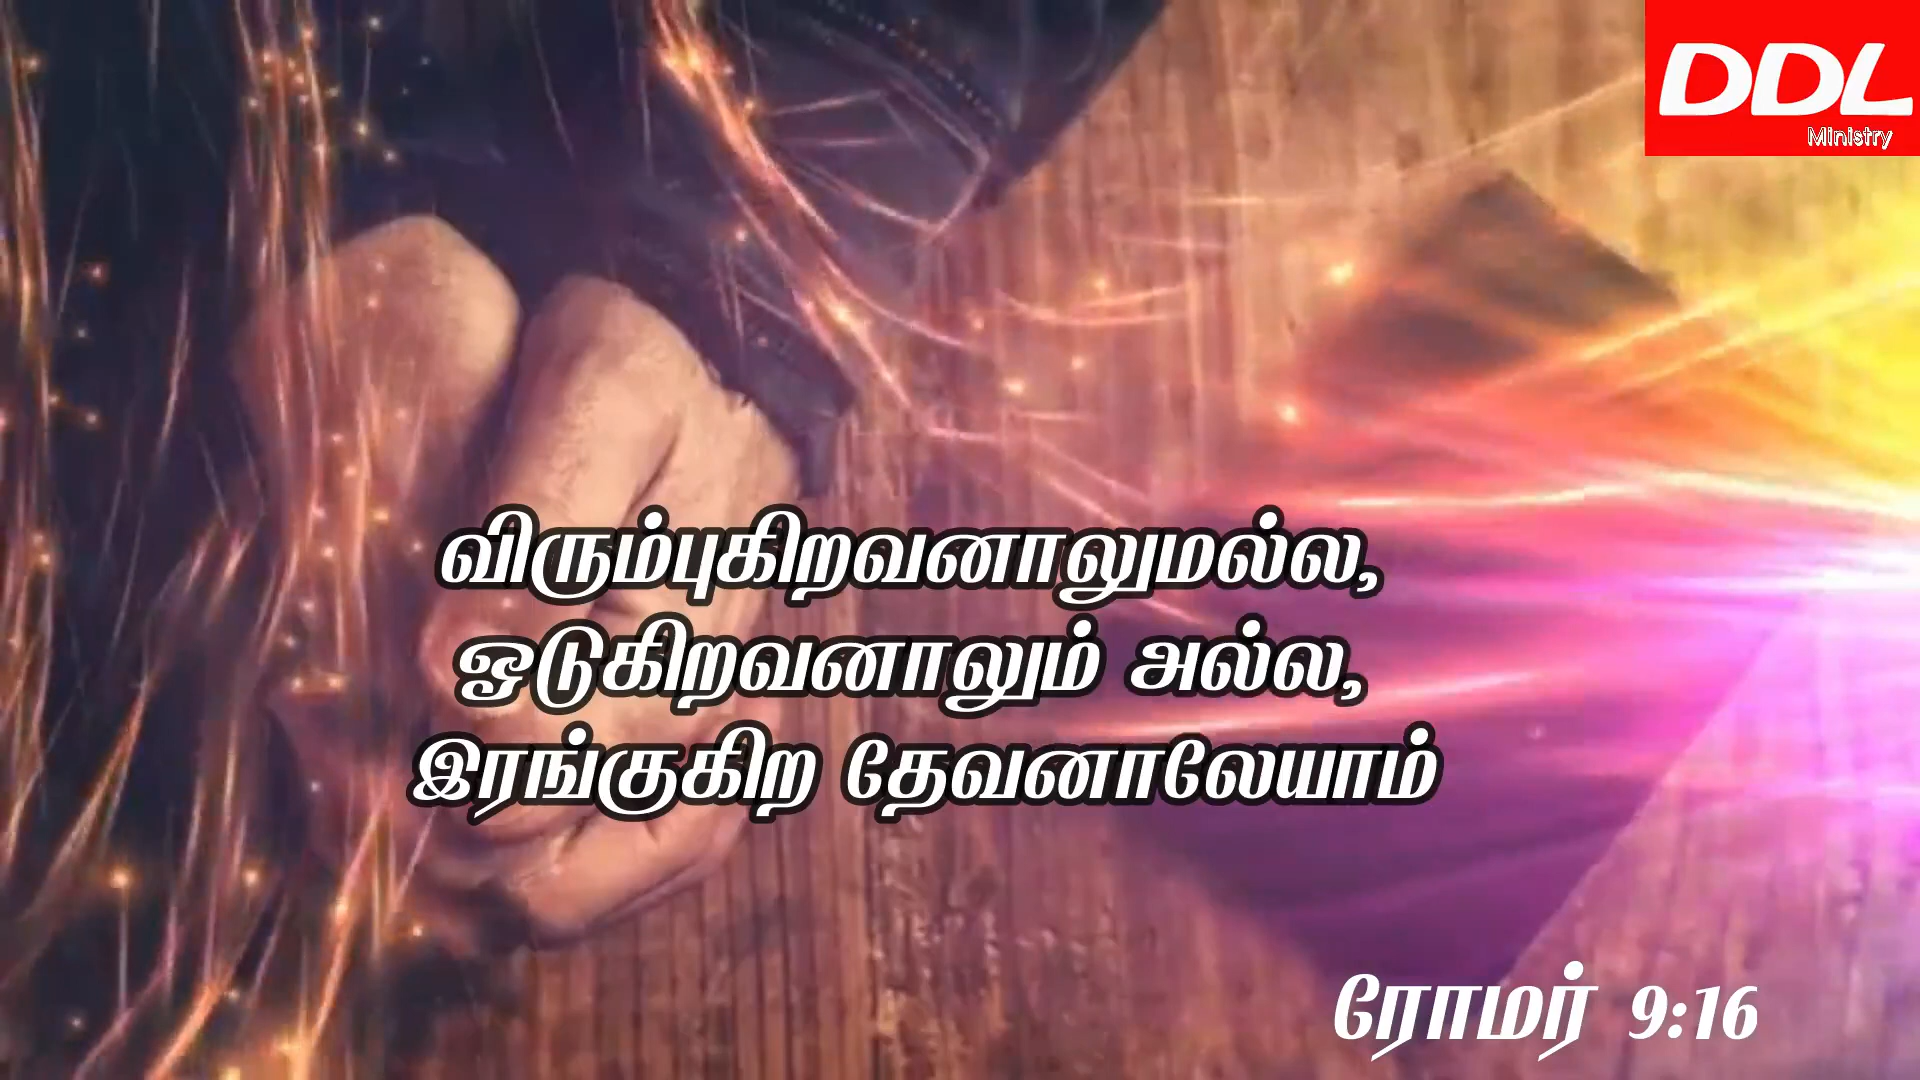 DDL
Ministry
விரும்புகிறவனாலுமல்ல,
ஓடுகிறவனாலும் அல்ல,
இரங்குகிற தேவனாலேயாம்
ரோமர் 9:16